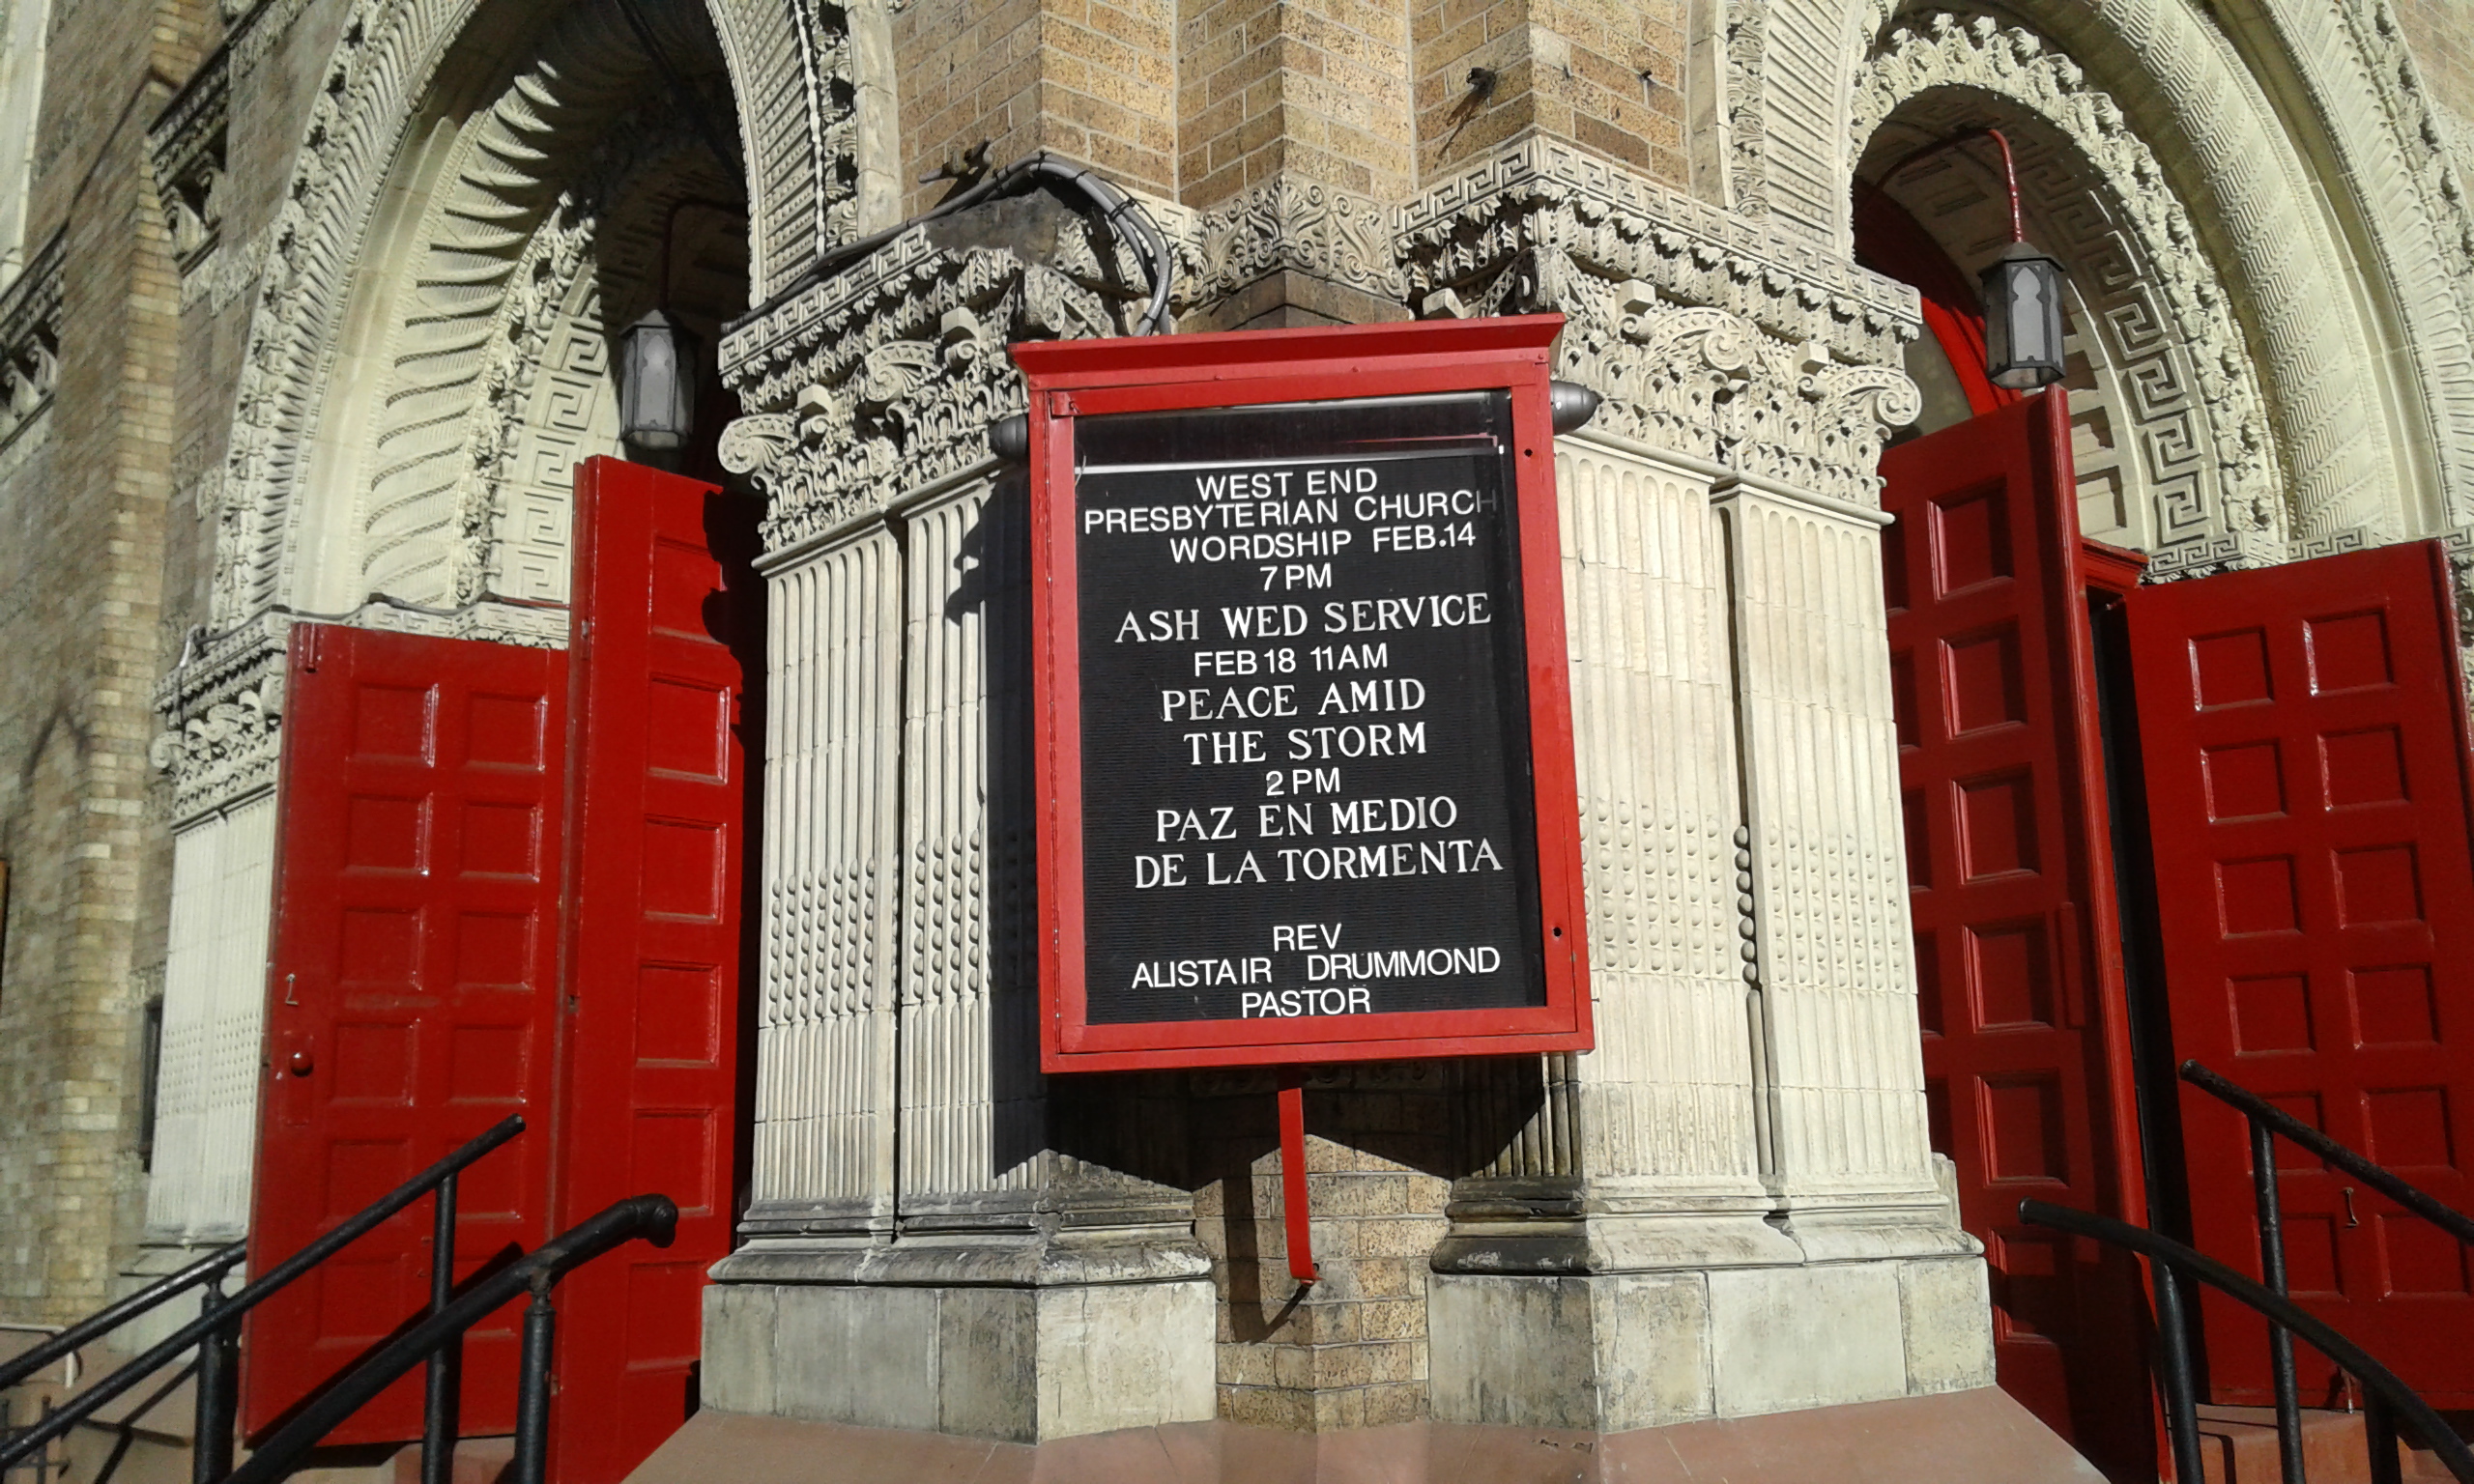 WEST END
PRESBYTERIAN CHURCH
WORDSHIP FEB.14
7 PM
ASH WED SERVICE
FEB 18 11AM
PEACE AMID
THE STORM
2 PM
PAZ EN MEDIO
DE LA TORMENTA
REV
ALISTAIR DRUMMOND
PASTOR